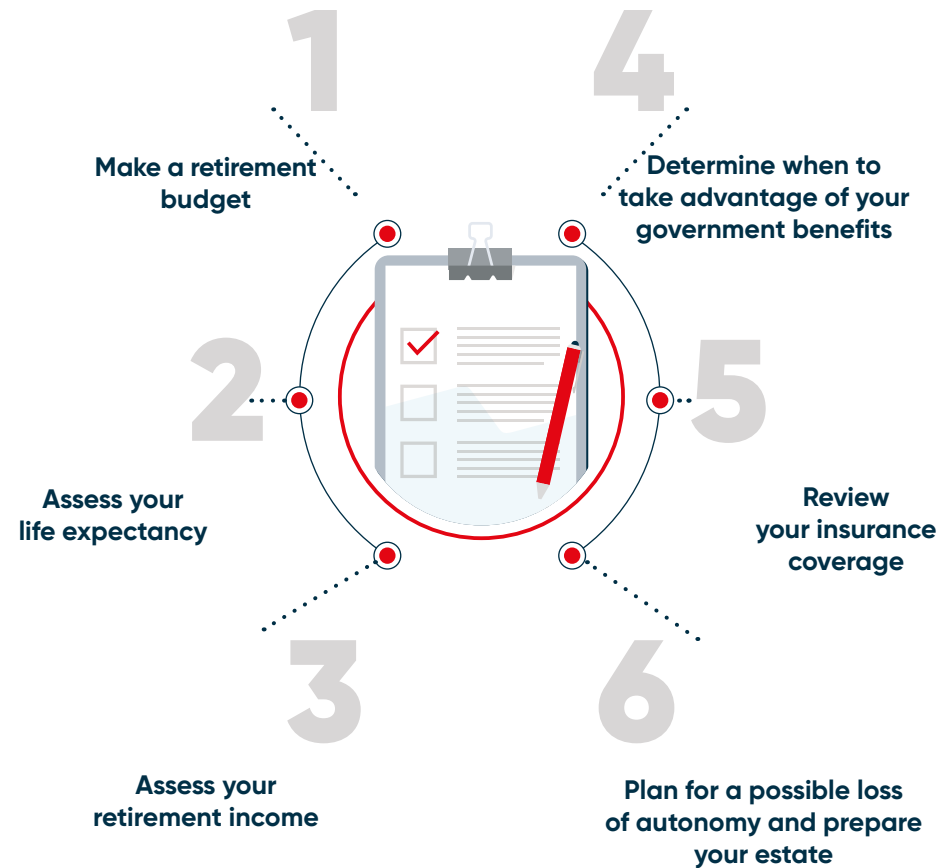 1
Make a retirement
budget
2
Assess your
life expectancy
3
Assess your
retirement income
4
Determine when to
take advantage of your
government benefits
5
Review
your insurance
coverage
6
Plan for a possible loss
of autonomy and prepare
your estate